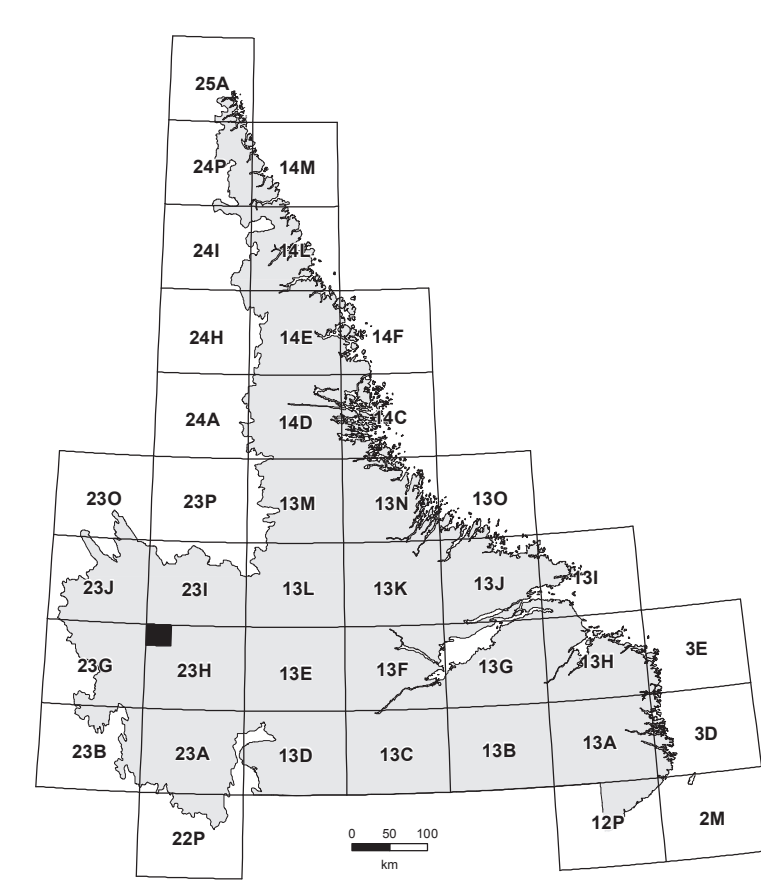 25A
24P 14M
24I 14L
24H 14E 14F
24A 14D 14C
23O 23P 13M 13N 13O
23J 23I 13L 13K 13J 13I
23G 23H 13E 13F 13G 13H 3E
23B 23A 13D 13C 13B 13A 3D
22P 12P 2M
0 50 100
km